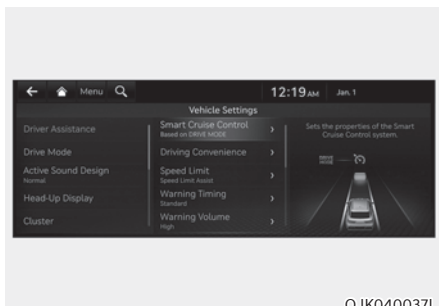 Menu
12:19 AM Jan. 1
Vehicle Settings
Driver Assistance
Drive Mode
Active Sound Design
Normal
Head-Up Display
Cluster
Smart Cruise Control
Based on DRIVE MODE
Driving Convenience
Speed Limit
Speed Limit Assist
Warning Timing
Standard
Warning Volume
High
Sets the properties of the Smart
Cruise Control system.
DRIVE
MODE